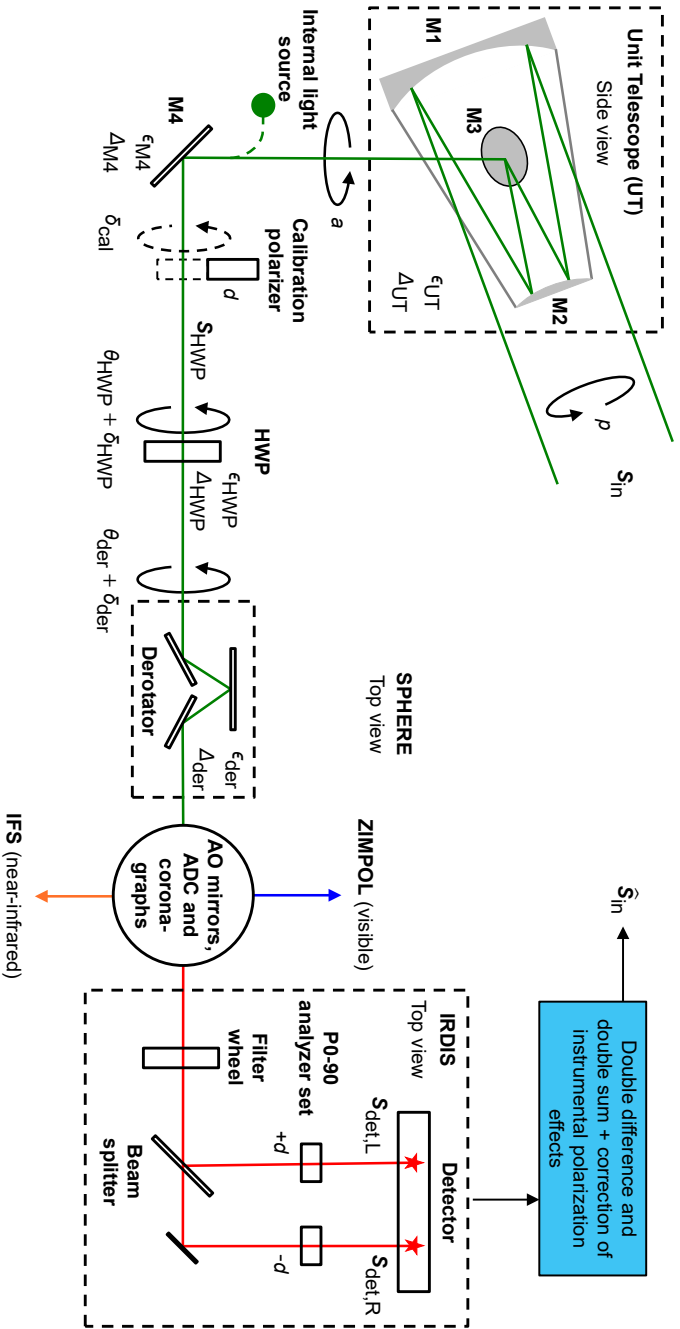 Unit Telescope (UT)
Side view
M1
M2
M3
ϵUT
ΔUT
p
Sin
a
Internal light
source
M4
ϵM4
ΔM4
Calibration
polarizer
d
δcal
SHWP
HWP
ϵHWP
ΔHWP
θHWP + δHWP
θder + δder
Derotator
ϵder
Δder
SPHERE
Top view
AO mirrors,
ADC and
corona-
graphs
ZIMPOL (visible)
IFS (near-infrared)
IRDIS
Top view
Filter
wheel
Beam
splitter
P0-90
analyzer set
+d
-d
Sdet,L
Sdet,R
Detector
Double difference and
double sum + correction of
instrumental polarization
effects
Ŝin